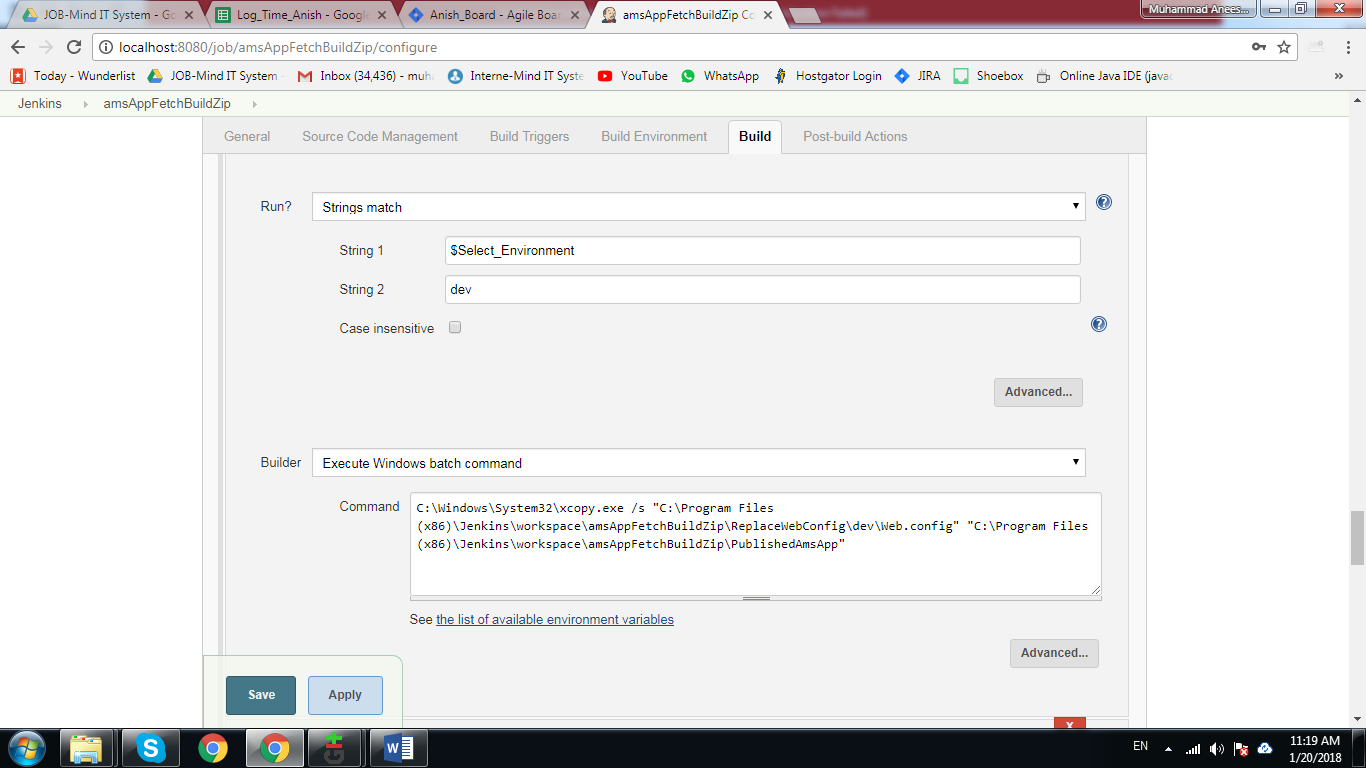 JOB-Mind IT System - Go
Log_Time_Anish - Google
Anish_Board - Agile Boar
amsAppFetchBuildZip Co
Muhammad Anees...
localhost:8080/job/amsAppFetchBuildZip/configure
Today - Wunderlist
JOB-Mind IT System
Inbox (34,436) - muha
Interne-Mind IT Syste
YouTube
WhatsApp
Hostgator Login
JIRA
Shoebox
Online Java IDE (javac
»
Jenkins
amsAppFetchBuildZip
General
Source Code Management
Build Triggers
Build Environment
Build
Post-build Actions
Run?
Strings match
String 1
$Select_Environment
String 2
dev
Case insensitive
Advanced...
Builder
Execute Windows batch command
Command
C:\Windows\System32\xcopy.exe /s "C:\Program Files
(x86)\Jenkins\workspace\amsAppFetchBuildZip\ReplaceWebConfig\dev\Web.config" "C:\Program Files
(x86)\Jenkins\workspace\amsAppFetchBuildZip\PublishedAmsApp"
See the list of available environment variables
Advanced...
Save
Apply
X
EN
11:19 AM
1/20/2018